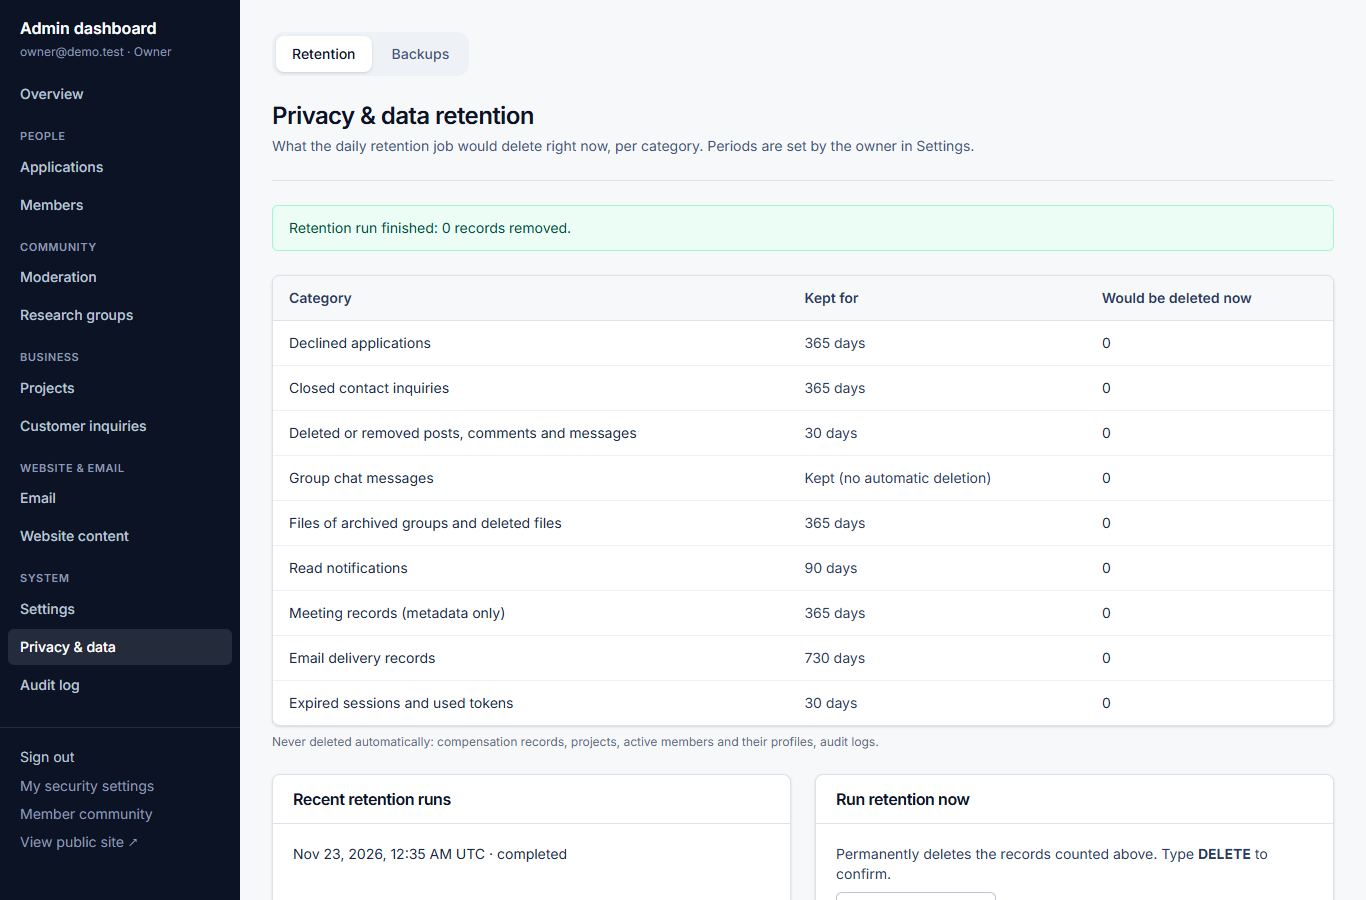 Admin dashboard
owner@demo.test · Owner
Overview
PEOPLE
Applications
Members
COMMUNITY
Moderation
Research groups
BUSINESS
Projects
Customer inquiries
WEBSITE & EMAIL
Email
Website content
SYSTEM
Settings
Privacy & data
Audit log
Sign out
My security settings
Member community
View public site ↗
Retention Backups
Privacy & data retention
What the daily retention job would delete right now, per category. Periods are set by the owner in Settings.
Retention run finished: 0 records removed.
Category Kept for Would be deleted now
Declined applications 365 days 0
Closed contact inquiries 365 days 0
Deleted or removed posts, comments and messages 30 days 0
Group chat messages Kept (no automatic deletion) 0
Files of archived groups and deleted files 365 days 0
Read notifications 90 days 0
Meeting records (metadata only) 365 days 0
Email delivery records 730 days 0
Expired sessions and used tokens 30 days 0
Never deleted automatically: compensation records, projects, active members and their profiles, audit logs.
Recent retention runs
Nov 23, 2026, 12:35 AM UTC · completed
Run retention now
Permanently deletes the records counted above. Type DELETE to
confirm.